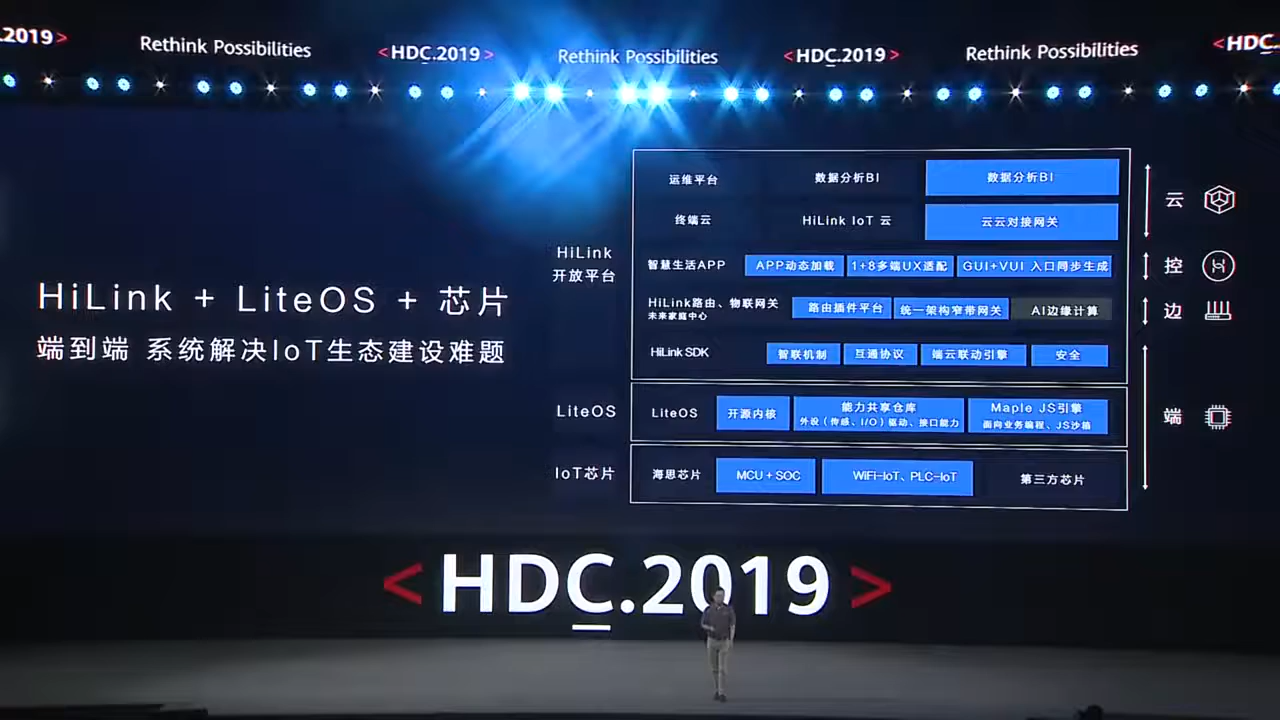 .2019 >
Rethink Possibilities
< HDC.2019 >
Rethink Possibilities
< HDC.2019 >
Rethink Possibilities
< HDC.
HiLink + LiteOS + 芯片
端到端 系统解决IoT生态建设难题
HiLink
开放平台
运维平台 数据分析BI 数据分析BI
终端云 HiLink IoT 云 云云对接网关
智慧生活APP APP动态加载 1+8多端UX适配 GUI+VUI 入口同步生成
HiLink路由、物联网关 路由插件平台 统一架构窄带网关 AI边缘计算
未来家庭中心
HiLink SDK 智联机制 互通协议 端云联动引擎 安全
LiteOS
LiteOS 开源内核 能力共享仓库 Maple JS引擎
外设（传感、I/O）驱动、接口能力 面向业务编程、JS沙箱
IoT芯片
海思芯片 MCU + SOC WiFi-IoT、PLC-IoT 第三方芯片
云
控
边
端
< HDC.2019 >